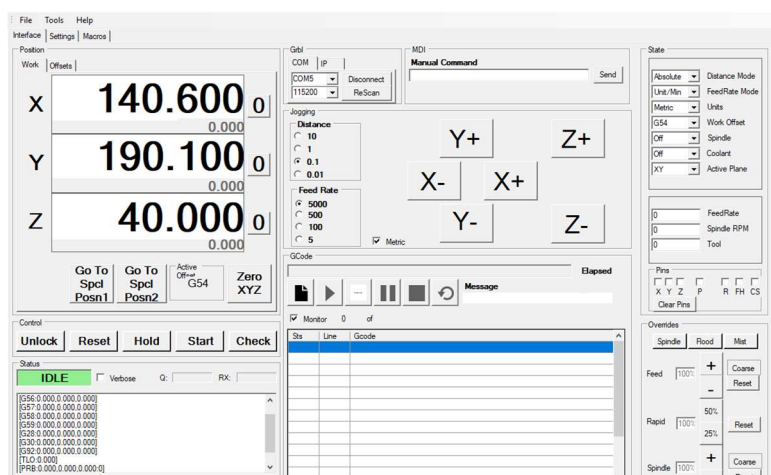 File Tools Help
Interface Settings Macros
Position
Work Offsets
X 140.600 0
0.000
Y 190.100 0
0.000
Z 40.000 0
0.000
Go To Spcl Posn1
Go To Spcl Posn2
Active Offset
G54
Zero XYZ
Control
Unlock Reset Hold Start Check
Status
IDLE Verbose Q: RX:
[G56:0.000,0.000,0.000]
[G57:0.000,0.000,0.000]
[G58:0.000,0.000,0.000]
[G59:0.000,0.000,0.000]
[G28:0.000,0.000,0.000]
[G30:0.000,0.000,0.000]
[G92:0.000,0.000,0.000]
[TLO:0.000]
[PRB:0.000,0.000,0.000:0]
Grbl
COM IP
COM5 Disconnect
115200 ReScan
MDI
Manual Command
Send
Jogging
Distance
10
1
0.1
0.01
Feed Rate
5000
500
100
5
Metric
Y+ Z+
X- X+
Y- Z-
GCode
Elapsed
Message
Monitor 0 of
Sts Line Gcode
State
Absolute Distance Mode
Unit/Min FeedRate Mode
Metric Units
G54 Work Offset
Off Spindle
Off Coolant
XY Active Plane
0 FeedRate
0 Spindle RPM
0 Tool
Pins
X Y Z P R FH CS
Clear Pins
Overrides
Spindle Flood Mist
Feed 100% + Coarse
- Reset
Rapid 100% 50% Reset
25%
Spindle 100% + Coarse